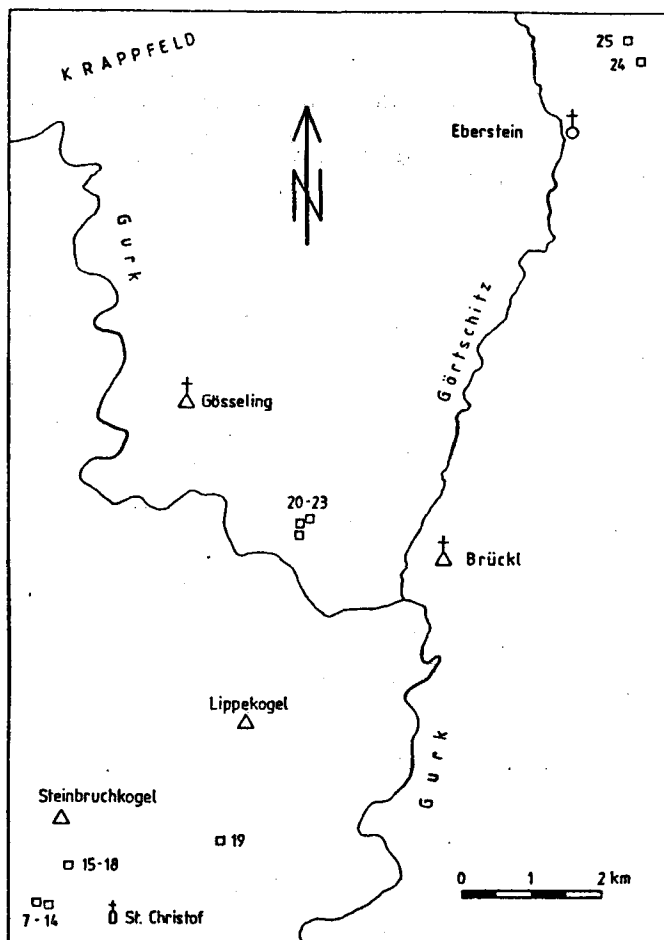 KRAPPFELD
25
24
Eberstein
N
Gurk
Görtschitz
Gösseling
20-23
Brückl
Lippekogel
Gurk
Steinbruchkogel
19
15-18
0 1 2 km
7-14
St. Christof